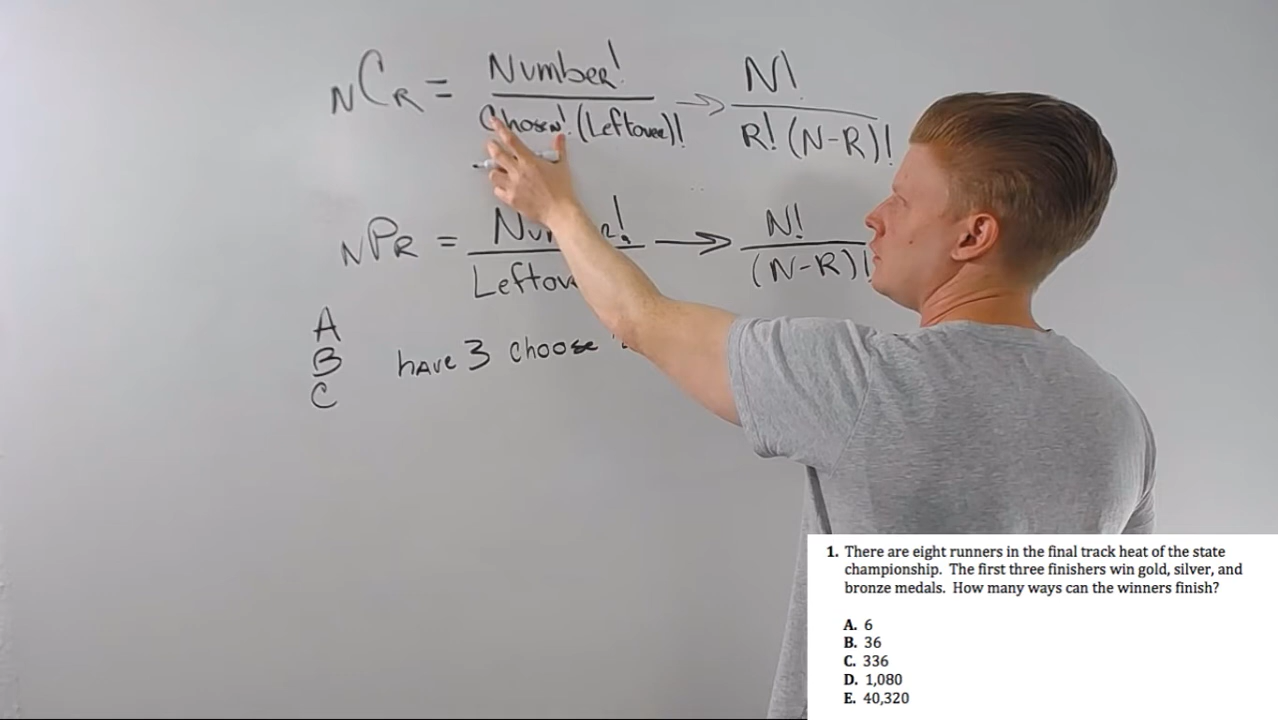 NCR = Number! / Chosen! (Leftover)! → N! / R! (N-R)!
NPR = ! → N! / (N-R)!
A
B have 3 choose
C
1. There are eight runners in the final track heat of the state
championship. The first three finishers win gold, silver, and
bronze medals. How many ways can the winners finish?
A. 6
B. 36
C. 336
D. 1,080
E. 40,320